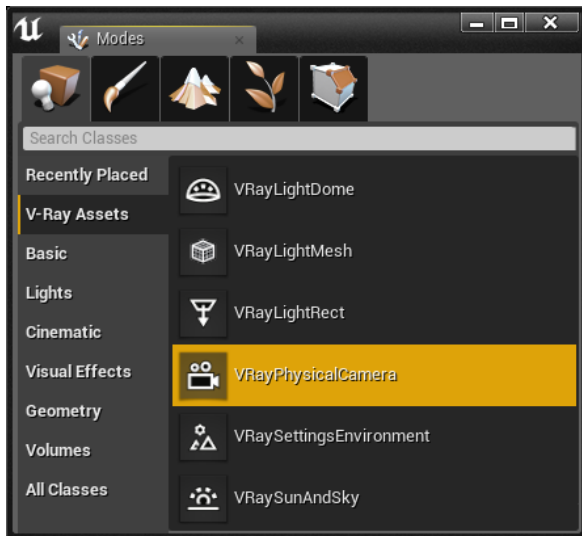 Modes
Search Classes
Recently Placed
V-Ray Assets
Basic
Lights
Cinematic
Visual Effects
Geometry
Volumes
All Classes
VRayLightDome
VRayLightMesh
VRayLightRect
VRayPhysicalCamera
VRaySettingsEnvironment
VRaySunAndSky